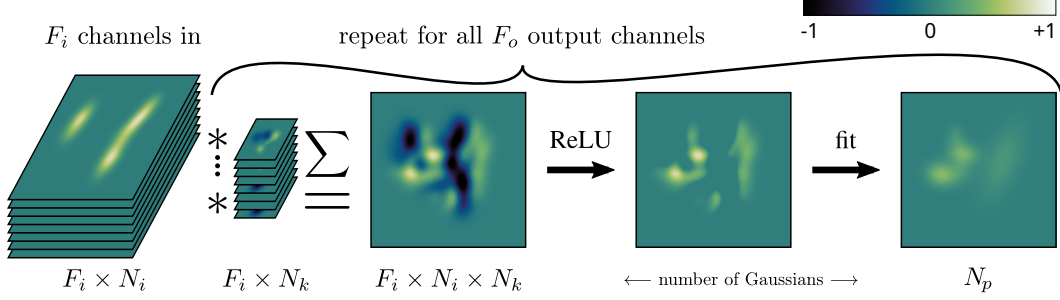 F_i channels in
repeat for all F_o output channels
-1 0 +1
* ⋮ * ∑ =
ReLU
fit
F_i × N_i
F_i × N_k
F_i × N_i × N_k
⟵ number of Gaussians ⟶
N_p